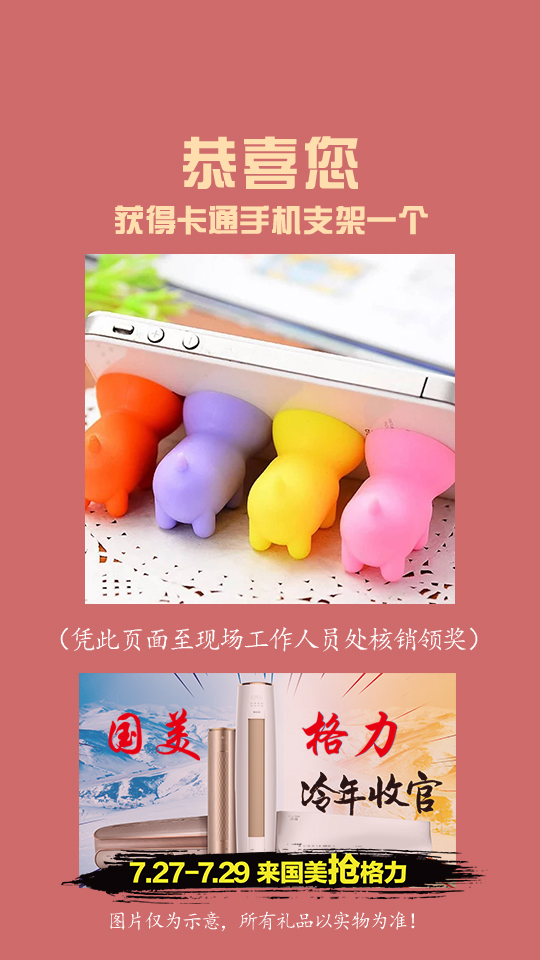 恭喜您
获得卡通手机支架一个
（凭此页面至现场工作人员处核销领奖）
国美 格力
冷年收官
7.27-7.29 来国美抢格力
图片仅为示意，所有礼品以实物为准！